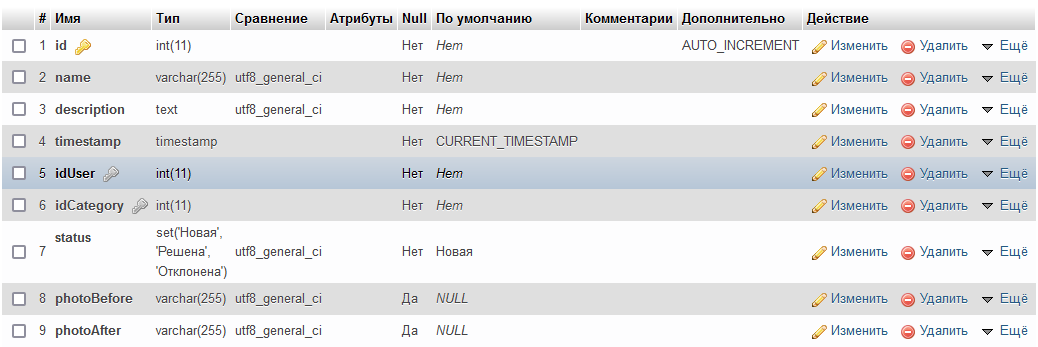 # Имя Тип Сравнение Атрибуты Null По умолчанию Комментарии Дополнительно Действие
1 id int(11) Нет Нет AUTO_INCREMENT Изменить Удалить Ещё
2 name varchar(255) utf8_general_ci Нет Нет Изменить Удалить Ещё
3 description text utf8_general_ci Нет Нет Изменить Удалить Ещё
4 timestamp timestamp Нет CURRENT_TIMESTAMP Изменить Удалить Ещё
5 idUser int(11) Нет Нет Изменить Удалить Ещё
6 idCategory int(11) Нет Нет Изменить Удалить Ещё
7 status set('Новая', 'Решена', 'Отклонена') utf8_general_ci Нет Новая Изменить Удалить Ещё
8 photoBefore varchar(255) utf8_general_ci Да NULL Изменить Удалить Ещё
9 photoAfter varchar(255) utf8_general_ci Да NULL Изменить Удалить Ещё